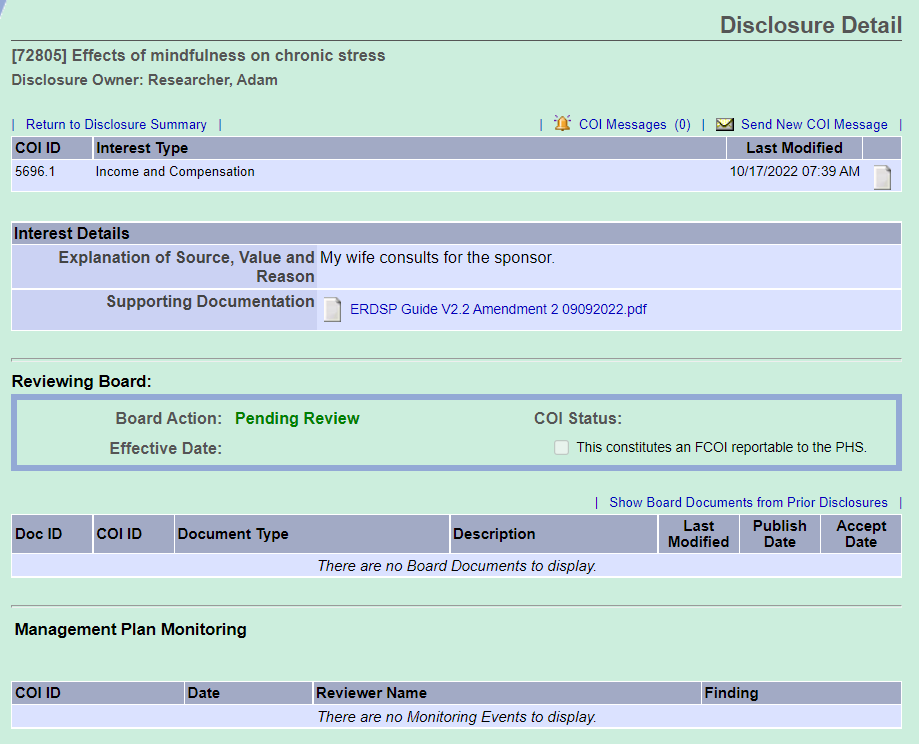 Disclosure Detail
[72805] Effects of mindfulness on chronic stress
Disclosure Owner: Researcher, Adam
| Return to Disclosure Summary | | COI Messages (0) | Send New COI Message |
COI ID Interest Type Last Modified
5696.1 Income and Compensation 10/17/2022 07:39 AM
Interest Details
Explanation of Source, Value and My wife consults for the sponsor.
Reason
Supporting Documentation ERDSP Guide V2.2 Amendment 2 09092022.pdf
Reviewing Board:
Board Action: Pending Review COI Status:
Effective Date: This constitutes an FCOI reportable to the PHS.
| Show Board Documents from Prior Disclosures |
Doc ID COI ID Document Type Description Last Modified Publish Date Accept Date
There are no Board Documents to display.
Management Plan Monitoring
COI ID Date Reviewer Name Finding
There are no Monitoring Events to display.